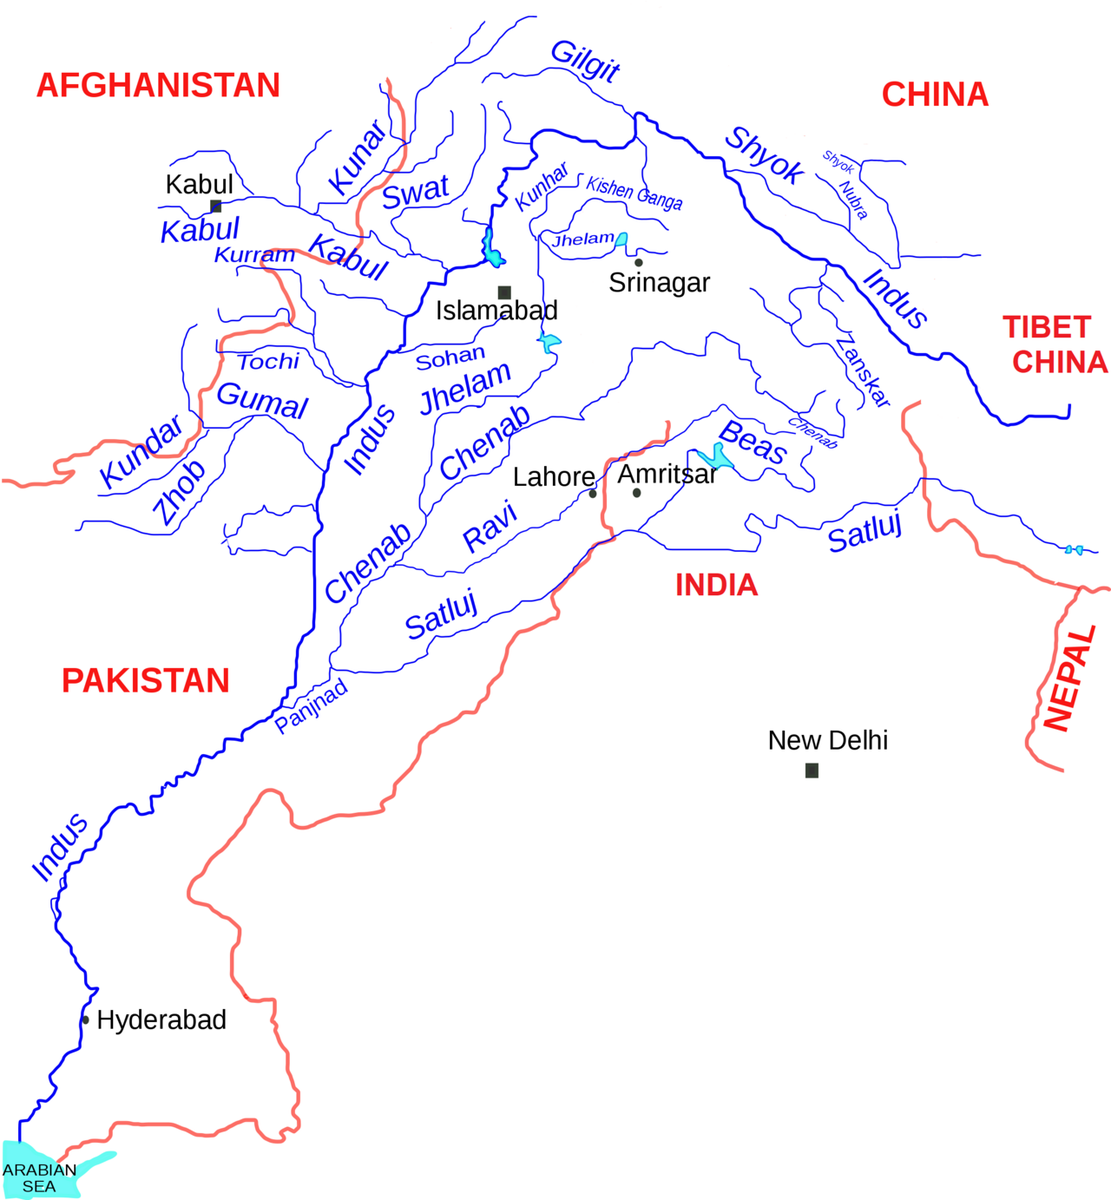 Gilgit
AFGHANISTAN
CHINA
Shyok
Kunar
Shyok
Kabul
Swat
Kunhar
Kishen Ganga
Nubra
Kabul
Kurram
Kabul
Jhelam
Srinagar
Indus
Islamabad
TIBET
CHINA
Sohan
Tochi
Zanskar
Jhelam
Gumal
Indus
Chenab
Chenab
Beas
Kundar
Zhob
Lahore
Amritsar
Ravi
Satluj
Chenab
INDIA
Satluj
PAKISTAN
NEPAL
Panjnad
New Delhi
Indus
Hyderabad
ARABIAN
SEA